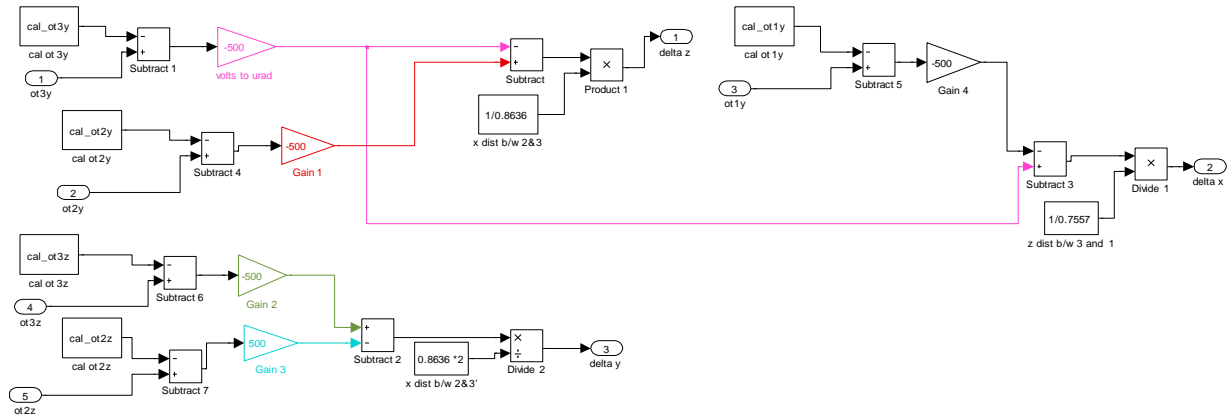 cal_ot3y
cal ot 3y
−
+
Subtract 1
1
ot3y
-500
volts to urad
−
+
Subtract
×
Product 1
1
delta z
1/0.8636
x dist b/w 2&3
cal_ot2y
cal ot2y
−
+
Subtract 4
2
ot2y
-500
Gain 1
cal_ot1y
cal ot 1y
−
+
Subtract 5
3
ot1y
-500
Gain 4
−
+
Subtract 3
×
Divide 1
2
delta x
1/0.7557
z dist b/w 3 and 1
cal_ot3z
cal ot 3z
−
+
Subtract 6
4
ot3z
-500
Gain 2
cal_ot2z
cal ot2z
−
+
Subtract 7
5
ot2z
500
Gain 3
+
−
Subtract 2
0.8636 *2
x dist b/w 2&3'
×
÷
Divide 2
3
delta y